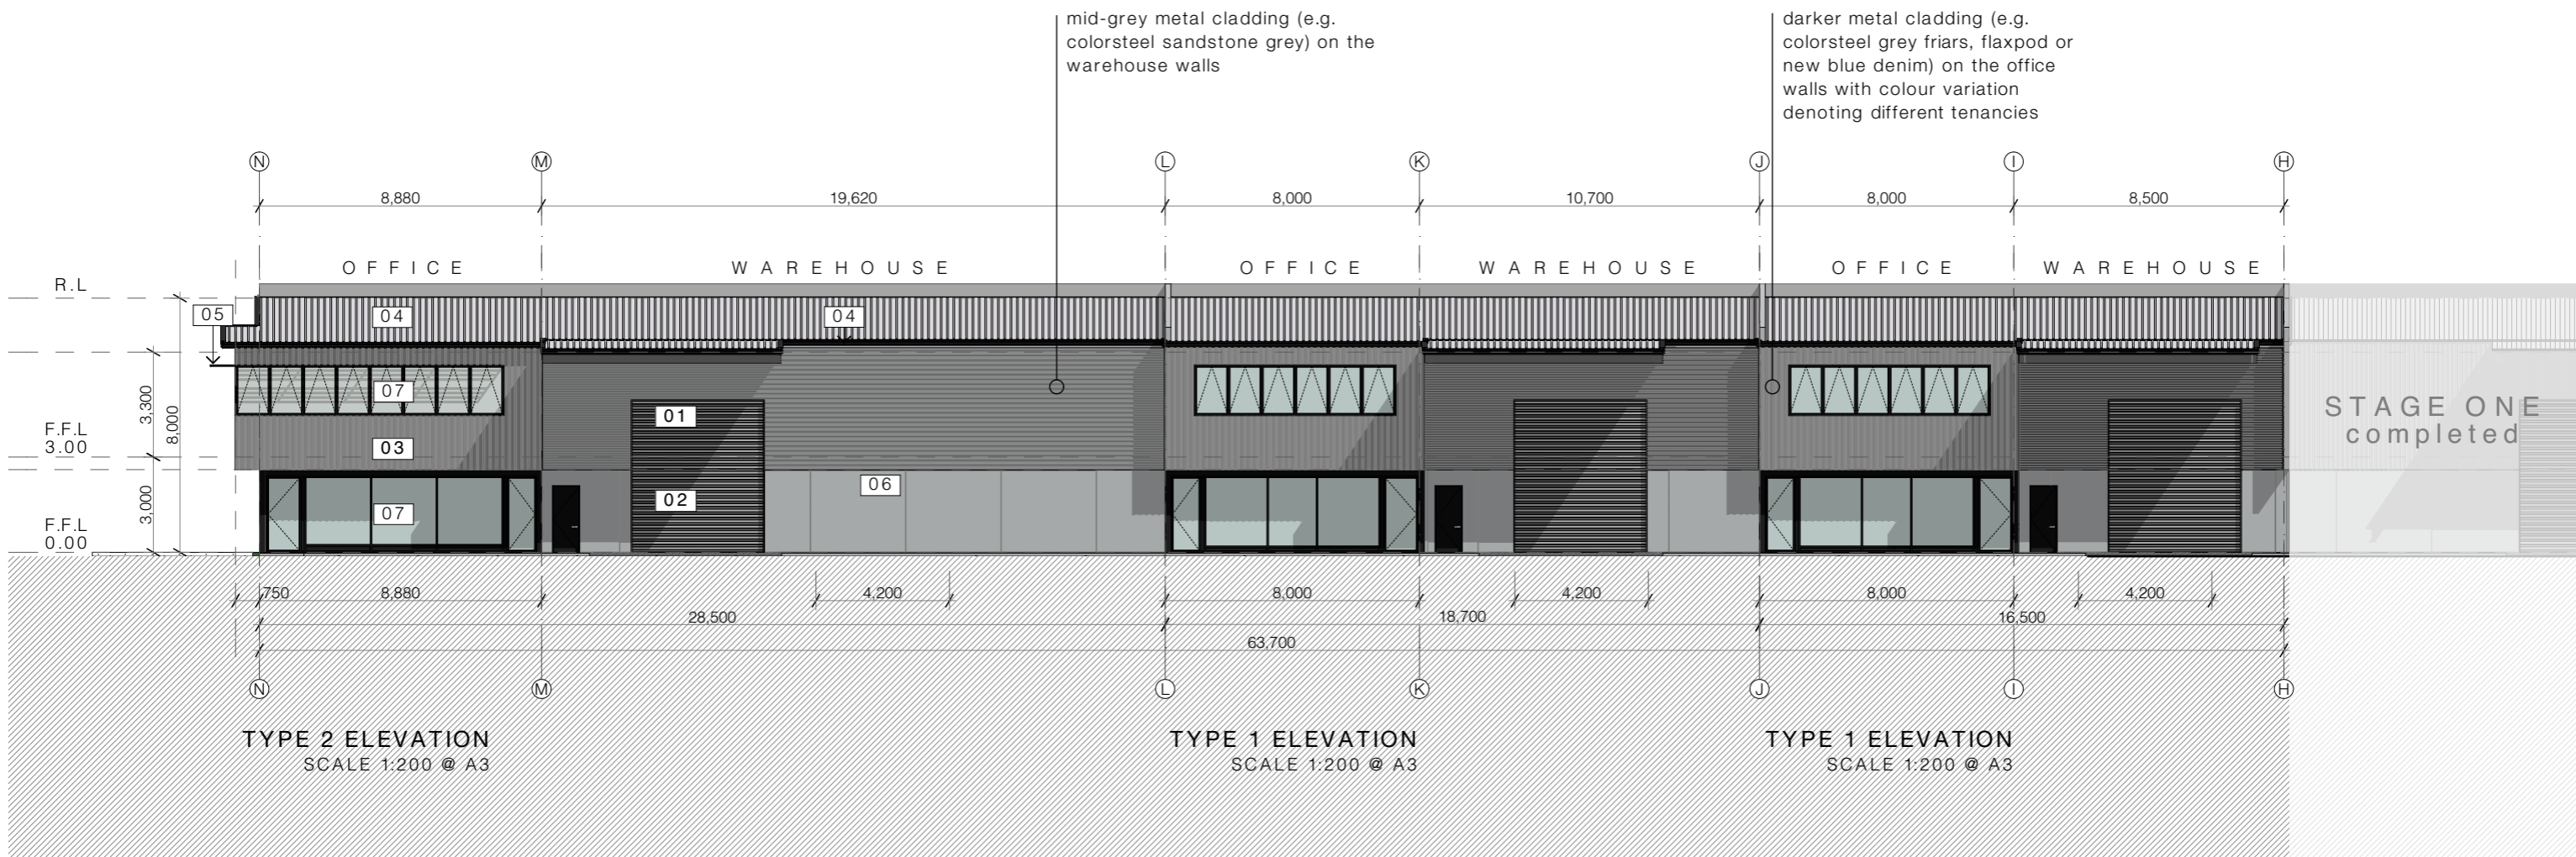 mid-grey metal cladding (e.g.
colorsteel sandstone grey) on the
warehouse walls
darker metal cladding (e.g.
colorsteel grey friars, flaxpod or
new blue denim) on the office
walls with colour variation
denoting different tenancies
N M L K J I H
8,880 19,620 8,000 10,700 8,000 8,500
OFFICE WAREHOUSE OFFICE WAREHOUSE OFFICE WAREHOUSE
R.L
05 04 04
3,300
8,000
07
01
STAGE ONE
completed
F.F.L
3.00
03
06
3,000
02
07
F.F.L
0.00
750 8,880 4,200 8,000 4,200 8,000 4,200
28,500 18,700 16,500
63,700
N M L K J I H
TYPE 2 ELEVATION
SCALE 1:200 @ A3
TYPE 1 ELEVATION
SCALE 1:200 @ A3
TYPE 1 ELEVATION
SCALE 1:200 @ A3